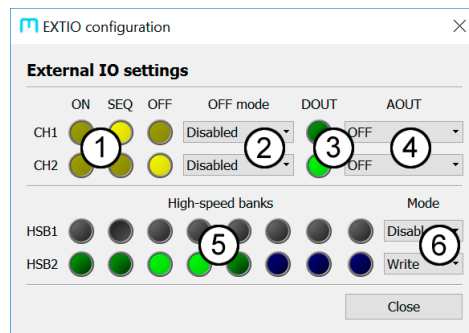 EXTIO configuration
External IO settings
ON SEQ OFF OFF mode DOUT AOUT
CH1 1 Disabled 2 3 OFF 4
CH2 Disabled OFF
High-speed banks Mode
HSB1 5 Disabl 6
HSB2 Write
Close